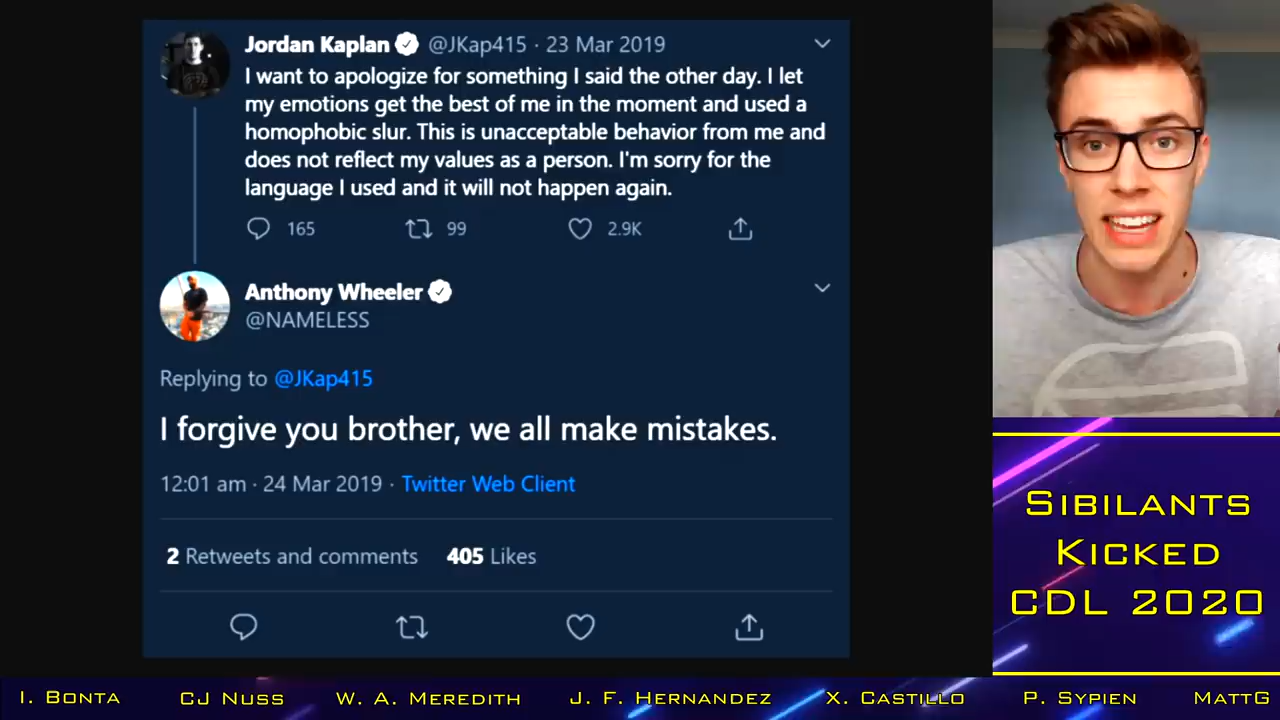 Jordan Kaplan @JKap415 · 23 Mar 2019
I want to apologize for something I said the other day. I let
my emotions get the best of me in the moment and used a
homophobic slur. This is unacceptable behavior from me and
does not reflect my values as a person. I'm sorry for the
language I used and it will not happen again.
165 99 2.9K
Anthony Wheeler
@NAMELESS
Replying to @JKap415
I forgive you brother, we all make mistakes.
12:01 am · 24 Mar 2019 · Twitter Web Client
2 Retweets and comments 405 Likes
Sibilants
Kicked
CDL 2020
I. Bonta CJ Nuss W. A. Meredith J. F. Hernandez X. Castillo P. Sypien MattG